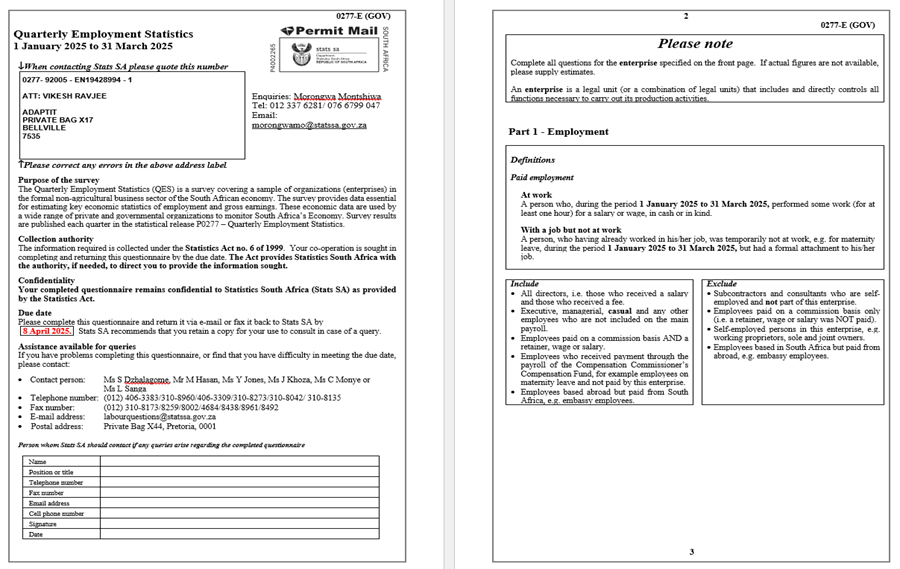 0277-E (GOV)
Quarterly Employment Statistics
1 January 2025 to 31 March 2025
Permit Mail
P4002265
stats sa
Department:
Statistics South Africa
REPUBLIC OF SOUTH AFRICA
SOUTH AFRICA
↓When contacting Stats SA please quote this number
0277- 92005 - EN19428994 - 1
ATT: VIKESH RAVJEE
ADAPTIT
PRIVATE BAG X17
BELLVILLE
7535
Enquiries: Morongwa Montshiwa
Tel: 012 337 6281/ 076 6799 047
Email:
morongwamo@statssa.gov.za
↑Please correct any errors in the above address label
Purpose of the survey
The Quarterly Employment Statistics (QES) is a survey covering a sample of organizations (enterprises) in
the formal non-agricultural business sector of the South African economy. The survey provides data essential
for estimating key economic statistics of employment and gross earnings. These economic data are used by
a wide range of private and governmental organizations to monitor South Africa's Economy. Survey results
are published each quarter in the statistical release P0277 – Quarterly Employment Statistics.
Collection authority
The information required is collected under the Statistics Act no. 6 of 1999. Your co-operation is sought in
completing and returning this questionnaire by the due date. The Act provides Statistics South Africa with
the authority, if needed, to direct you to provide the information sought.
Confidentiality
Your completed questionnaire remains confidential to Statistics South Africa (Stats SA) as provided
by the Statistics Act.
Due date
Please complete this questionnaire and return it via e-mail or fax it back to Stats SA by
8 April 2025. Stats SA recommends that you retain a copy for your use to consult in case of a query.
Assistance available for queries
If you have problems completing this questionnaire, or find that you have difficulty in meeting the due date,
please contact:
• Contact person: Ms S Dzhalagome, Mr M Hasan, Ms Y Jones, Ms J Khoza, Ms C Monye or
Ms L Sanga
• Telephone number: (012) 406-3383/310-8960/406-3309/310-8273/310-8042/ 310-8135
• Fax number: (012) 310-8173/8259/8002/4684/8438/8961/8492
• E-mail address: labourquestions@statssa.gov.za
• Postal address: Private Bag X44, Pretoria, 0001
Person whom Stats SA should contact if any queries arise regarding the completed questionnaire
Name
Position or title
Telephone number
Fax number
Email address
Cell phone number
Signature
Date
2
0277-E (GOV)
Please note
Complete all questions for the enterprise specified on the front page. If actual figures are not available,
please supply estimates.
An enterprise is a legal unit (or a combination of legal units) that includes and directly controls all
functions necessary to carry out its production activities.
Part 1 - Employment
Definitions
Paid employment
At work
A person who, during the period 1 January 2025 to 31 March 2025, performed some work (for at
least one hour) for a salary or wage, in cash or in kind.
With a job but not at work
A person, who having already worked in his/her job, was temporarily not at work, e.g. for maternity
leave, during the period 1 January 2025 to 31 March 2025, but had a formal attachment to his/her
job.
Include
• All directors, i.e. those who received a salary
and those who received a fee.
• Executive, managerial, casual and any other
employees who are not included on the main
payroll.
• Employees paid on a commission basis AND a
retainer, wage or salary.
• Employees who received payment through the
payroll of the Compensation Commissioner's
Compensation Fund, for example employees on
maternity leave and not paid by this enterprise.
• Employees based abroad but paid from South
Africa, e.g. embassy employees.
Exclude
• Subcontractors and consultants who are self-
employed and not part of this enterprise.
• Employees paid on a commission basis only
(i.e. a retainer, wage or salary was NOT paid).
• Self-employed persons in this enterprise, e.g.
working proprietors, sole and joint owners.
• Employees based in South Africa but paid from
abroad, e.g. embassy employees.
3